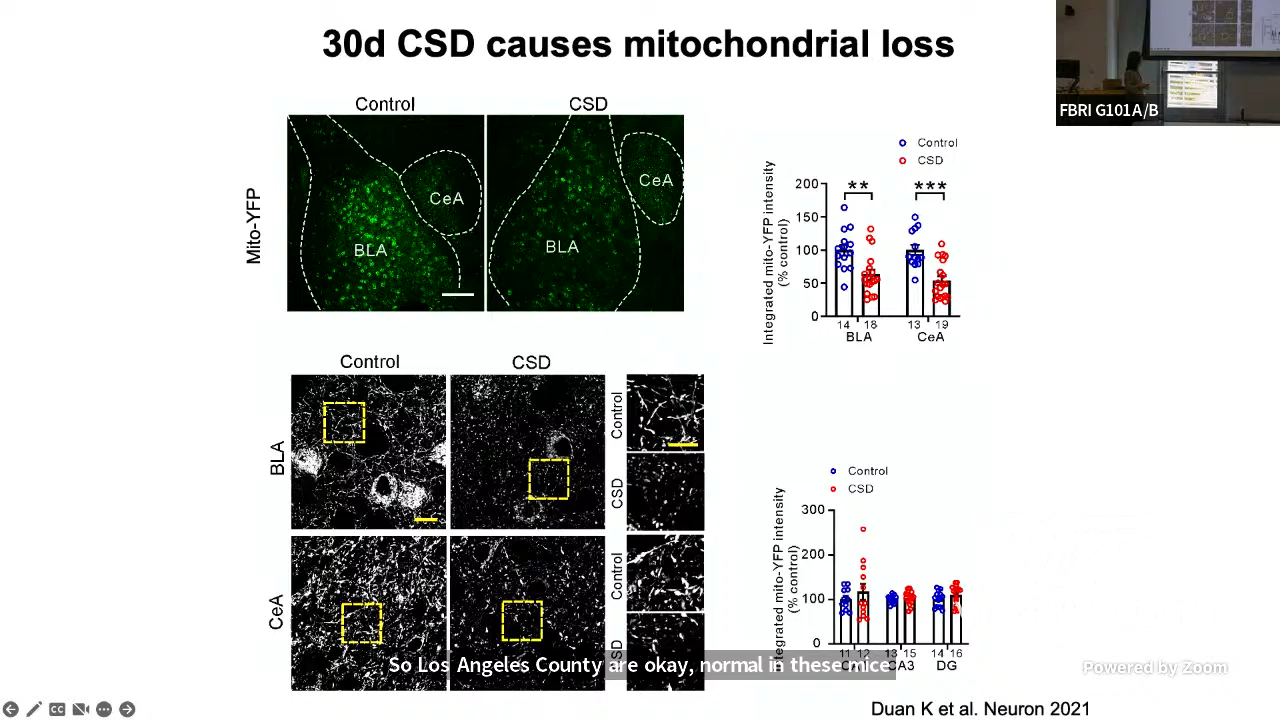 30d CSD causes mitochondrial loss
FBRI G101A/B
Control
CSD
Mito-YFP
BLA
CeA
BLA
CeA
Control
CSD
Integrated mito-YFP intensity
(% control)
200
150
100
50
0
**
***
14
18
13
19
BLA
CeA
Control
CSD
BLA
CeA
Control
CSD
Control
CSD
Control
CSD
Integrated mito-YFP intensity
(% control)
300
200
100
0
11
12
13
15
14
16
CA3
DG
So Los Angeles County are okay, normal in these mice
Powered by Zoom
Duan K et al. Neuron 2021